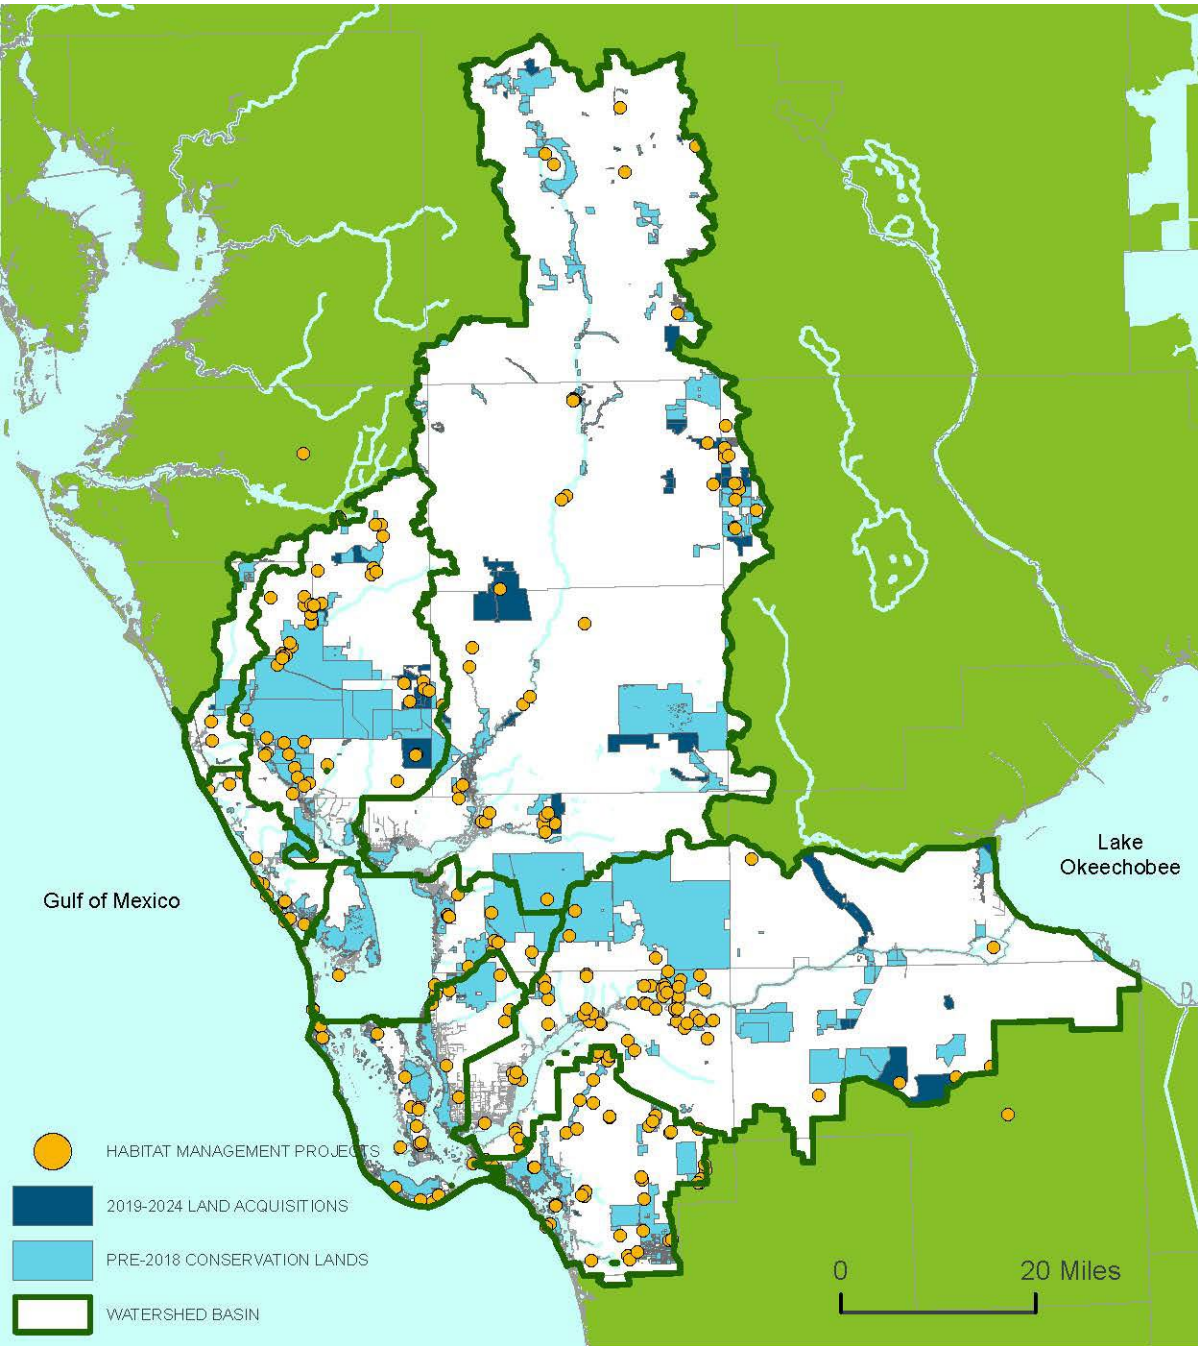 Lake
Okeechobee
Gulf of Mexico
HABITAT MANAGEMENT PROJECTS
2019-2024 LAND ACQUISITIONS
PRE-2018 CONSERVATION LANDS
WATERSHED BASIN
0 20 Miles